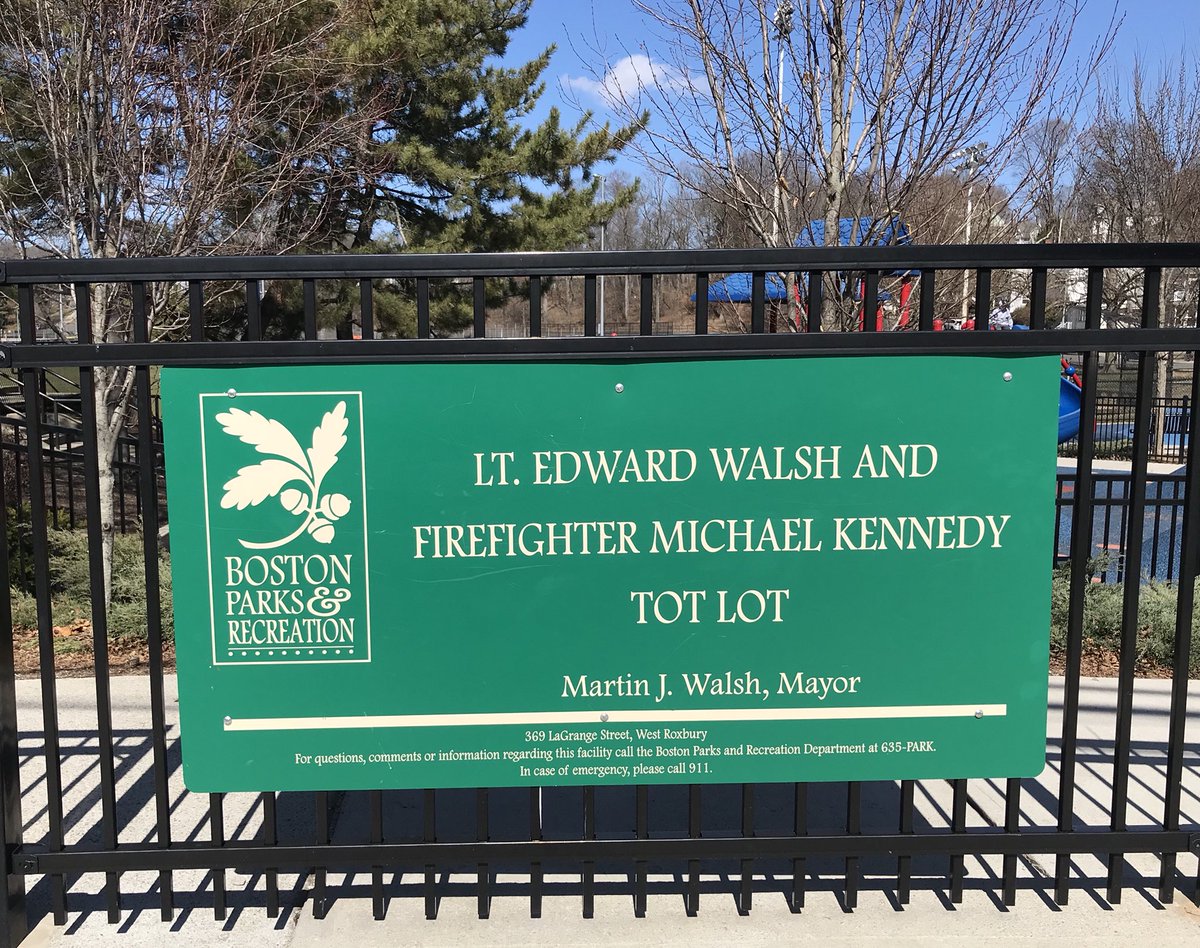 BOSTON
PARKS &
RECREATION
LT. EDWARD WALSH AND
FIREFIGHTER MICHAEL KENNEDY
TOT LOT
Martin J. Walsh, Mayor
369 LaGrange Street, West Roxbury
For questions, comments or information regarding this facility call the Boston Parks and Recreation Department at 635-PARK.
In case of emergency, please call 911.